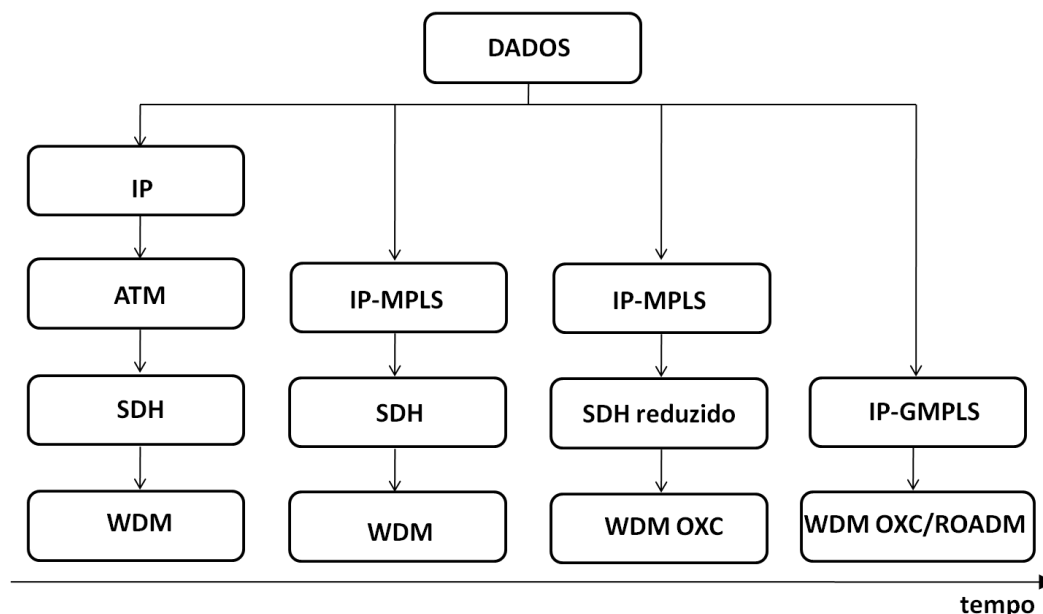 DADOS
IP
ATM
IP-MPLS
IP-MPLS
SDH
SDH
SDH reduzido
IP-GMPLS
WDM
WDM
WDM OXC
WDM OXC/ROADM
tempo